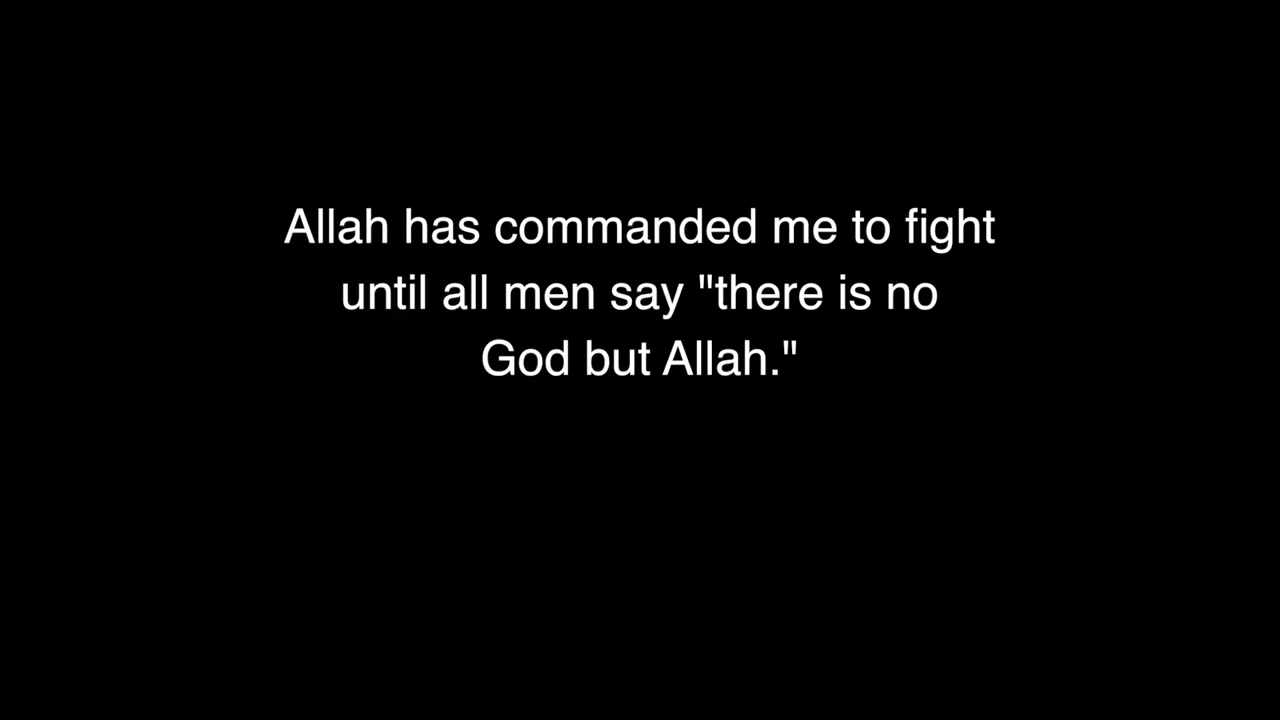 Allah has commanded me to fight
until all men say "there is no
God but Allah."